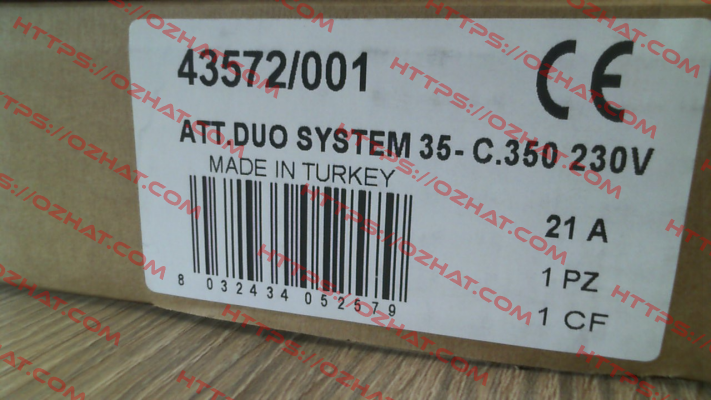 43572/001
CE
ATT.DUO SYSTEM 35- C.350 230V
MADE IN TURKEY
21 A
1 PZ
1 CF
8 032434 052579
HTTPS://OZHAT.COM